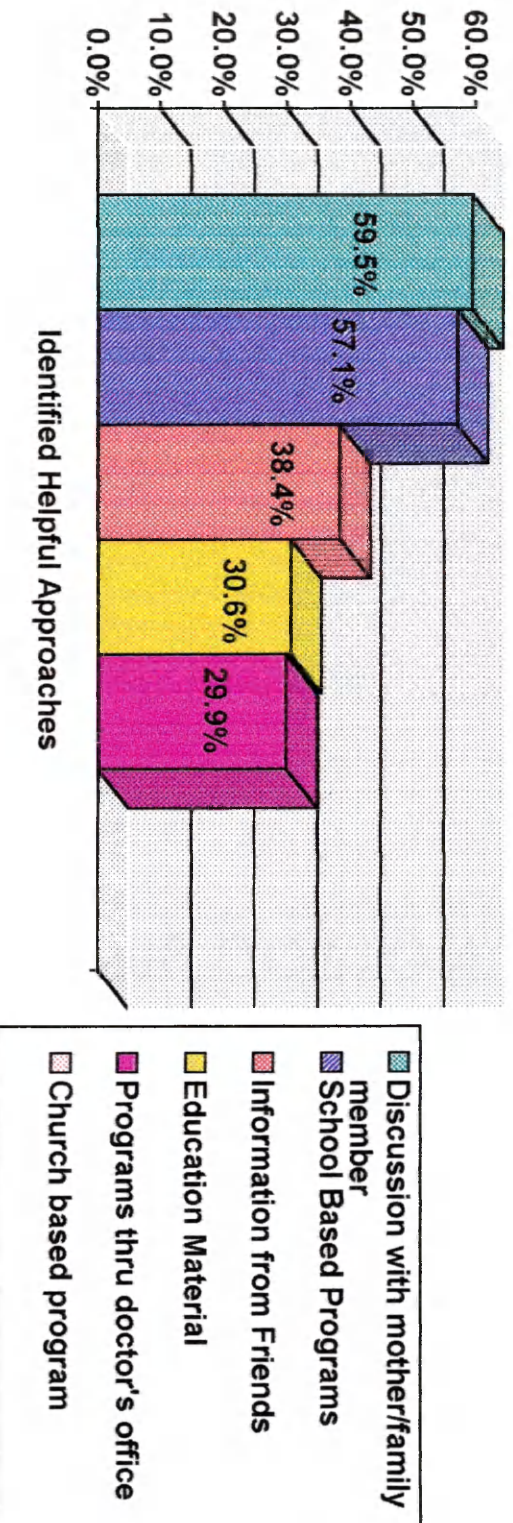 60.0%
50.0%
40.0%
30.0%
20.0%
10.0%
0.0%
59.5%
57.1%
38.4%
30.6%
29.9%
Identified Helpful Approaches
Discussion with mother/family
member
School Based Programs
Information from Friends
Education Material
Programs thru doctor's office
Church based program